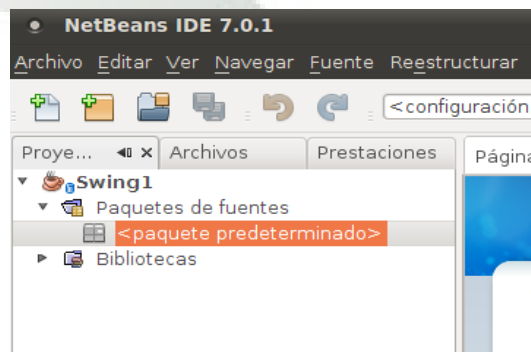 NetBeans IDE 7.0.1
Archivo Editar Ver Navegar Fuente Reestructurar
<configuración
Proye... Archivos Prestaciones Página
Swing1
Paquetes de fuentes
<paquete predeterminado>
Bibliotecas